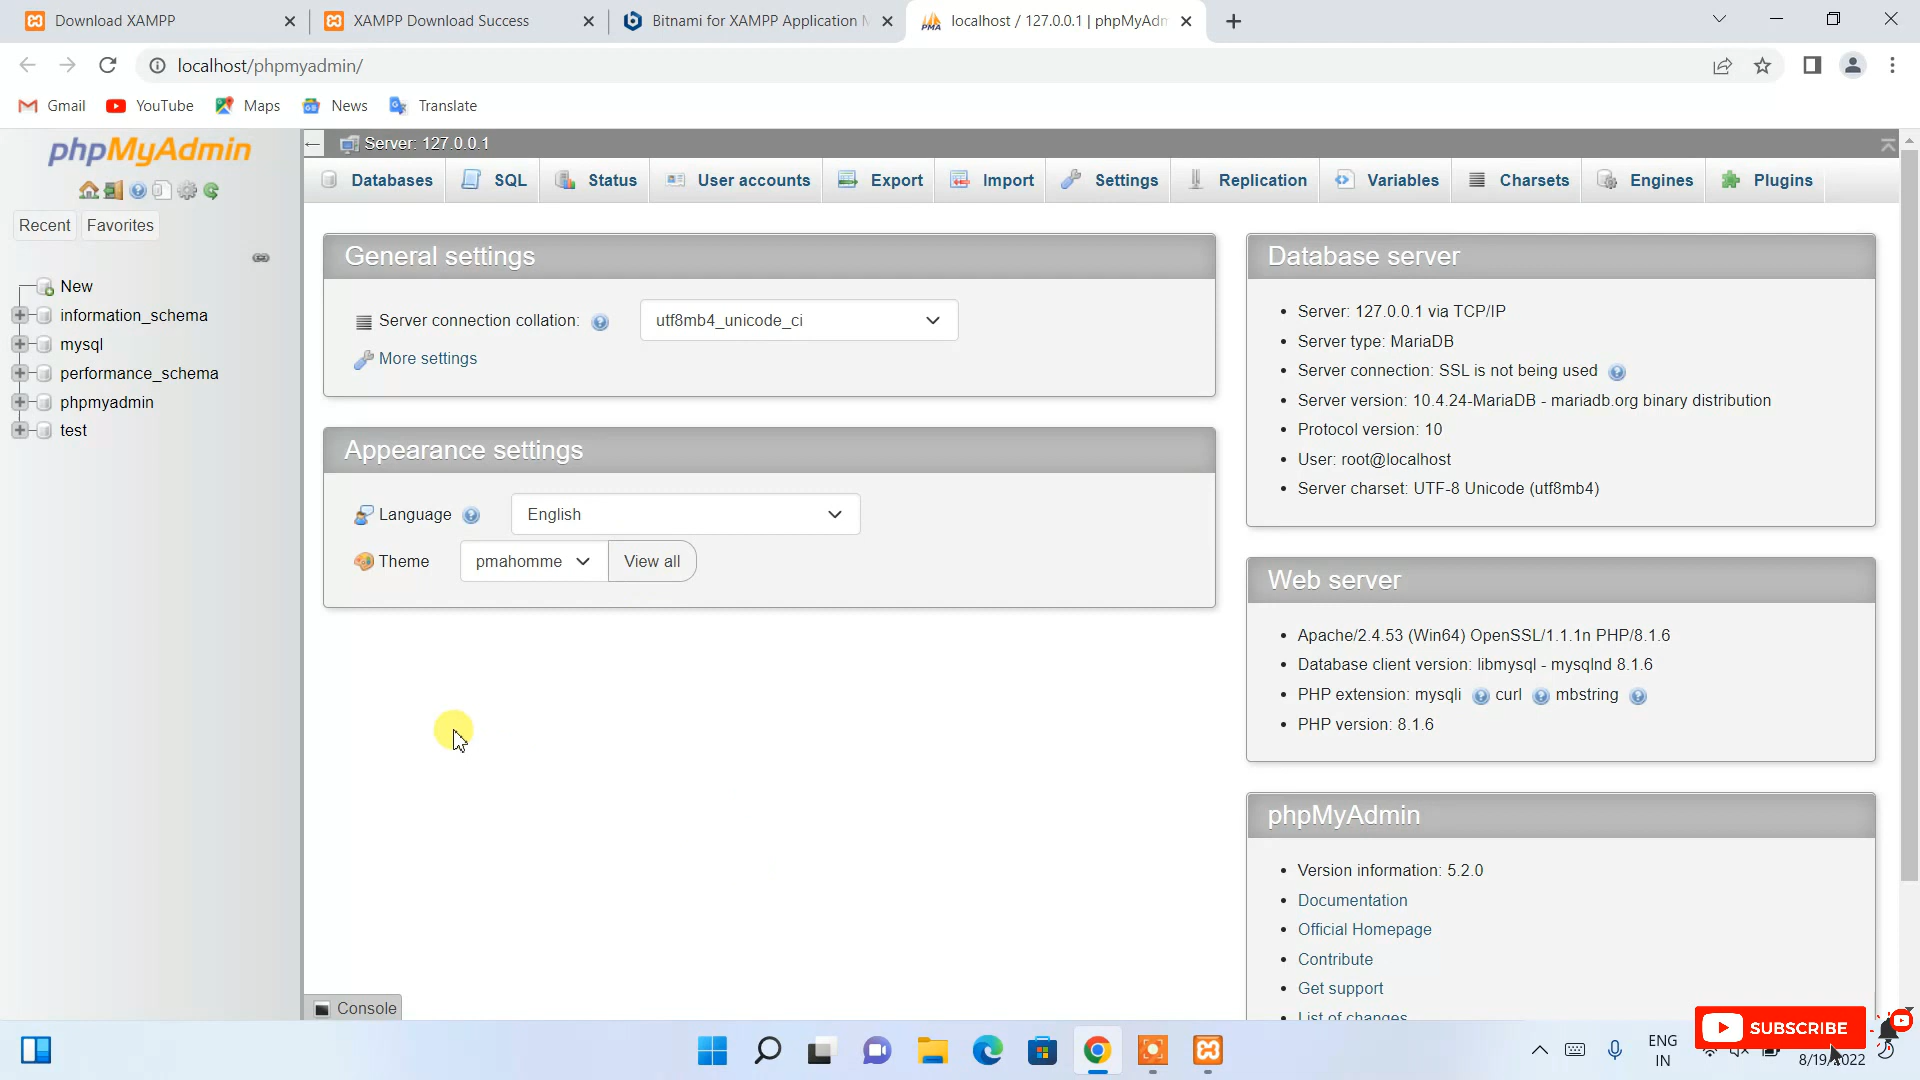 Download XAMPP
XAMPP Download Success
Bitnami for XAMPP Application M
localhost / 127.0.0.1 | phpMyAdm
localhost/phpmyadmin/
Gmail
YouTube
Maps
News
Translate
phpMyAdmin
Recent
Favorites
New
information_schema
mysql
performance_schema
phpmyadmin
test
Server: 127.0.0.1
Databases
SQL
Status
User accounts
Export
Import
Settings
Replication
Variables
Charsets
Engines
Plugins
General settings
Server connection collation:
utf8mb4_unicode_ci
More settings
Appearance settings
Language
English
Theme
pmahomme
View all
Database server
Server: 127.0.0.1 via TCP/IP
Server type: MariaDB
Server connection: SSL is not being used
Server version: 10.4.24-MariaDB - mariadb.org binary distribution
Protocol version: 10
User: root@localhost
Server charset: UTF-8 Unicode (utf8mb4)
Web server
Apache/2.4.53 (Win64) OpenSSL/1.1.1n PHP/8.1.6
Database client version: libmysql - mysqlnd 8.1.6
PHP extension: mysqli curl mbstring
PHP version: 8.1.6
phpMyAdmin
Version information: 5.2.0
Documentation
Official Homepage
Contribute
Get support
List of changes
Console
SUBSCRIBE
ENG
IN
8/19/2022